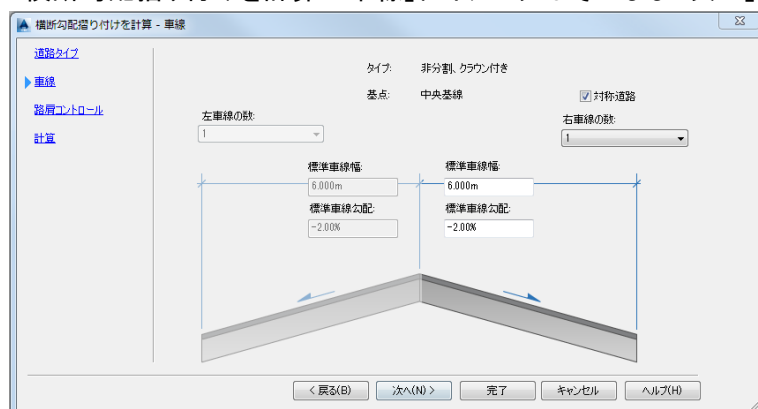 横断勾配摺り付けを計算 - 車線
道路タイプ
車線
路肩コントロール
計算
タイプ: 非分割、クラウン付き
基点: 中央基線
対称道路
左車線の数:
1
右車線の数:
1
標準車線幅: 標準車線幅:
6.000m 6.000m
標準車線勾配: 標準車線勾配:
-2.00% -2.00%
< 戻る(B) 次へ(N) > 完了 キャンセル ヘルプ(H)